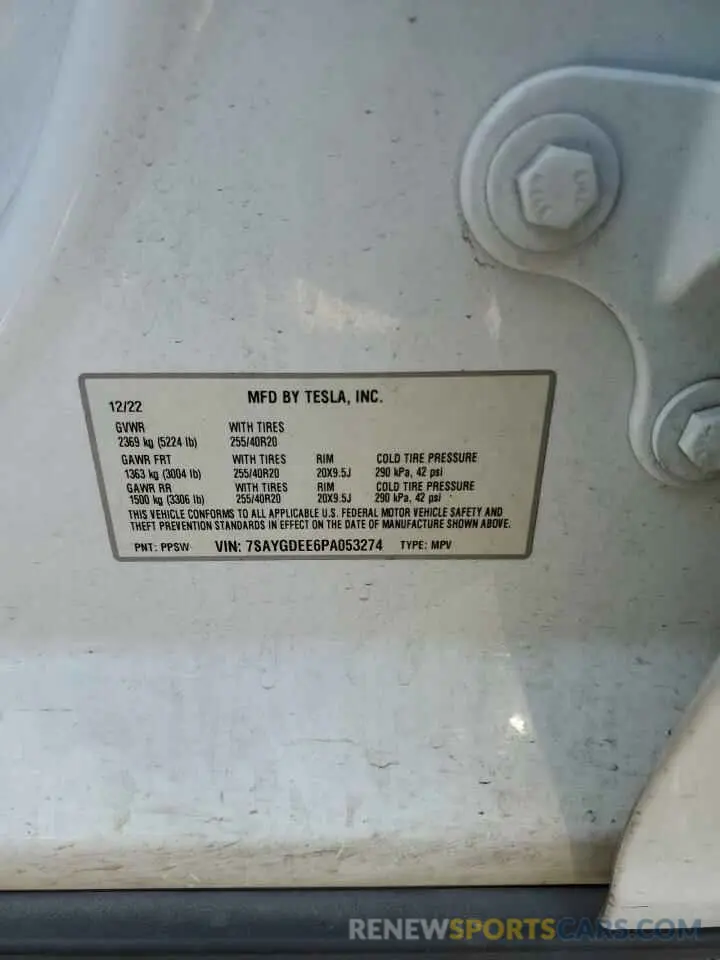 12/22 MFD BY TESLA, INC.
GVWR WITH TIRES
2369 kg (5224 lb) 255/40R20
GAWR FRT WITH TIRES RIM COLD TIRE PRESSURE
1363 kg (3004 lb) 255/40R20 20X9.5J 290 kPa, 42 psi
GAWR RR WITH TIRES RIM COLD TIRE PRESSURE
1500 kg (3306 lb) 255/40R20 20X9.5J 290 kPa, 42 psi
THIS VEHICLE CONFORMS TO ALL APPLICABLE U.S. FEDERAL MOTOR VEHICLE SAFETY AND
THEFT PREVENTION STANDARDS IN EFFECT ON THE DATE OF MANUFACTURE SHOWN ABOVE.
PNT: PPSW VIN: 7SAYGDEE6PA053274 TYPE: MPV
RENEWSPORTSCARS.COM